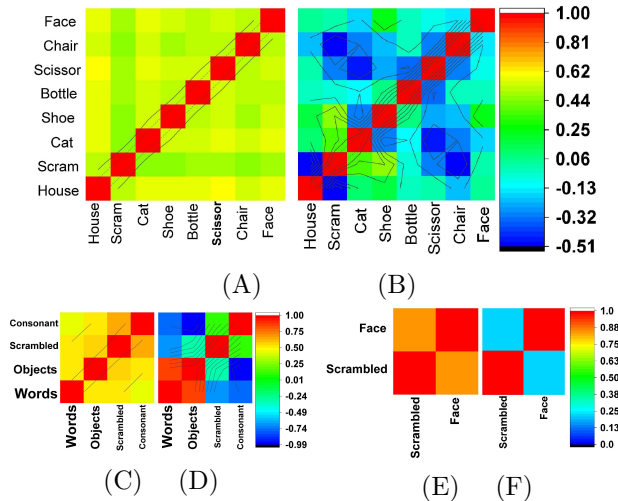 Face
Chair
Scissor
Bottle
Shoe
Cat
Scram
House
House
Scram
Cat
Shoe
Bottle
Scissor
Chair
Face
(A)
House
Scram
Cat
Shoe
Bottle
Scissor
Chair
Face
(B)
1.00
0.81
0.62
0.44
0.25
0.06
-0.13
-0.32
-0.51
Consonant
Scrambled
Objects
Words
Words
Objects
Scrambled
Consonant
(C)
Words
Objects
Scrambled
Consonant
(D)
1.00
0.75
0.50
0.25
0.01
-0.24
-0.49
-0.74
-0.99
Face
Scrambled
Scrambled
Face
(E)
Scrambled
Face
(F)
1.00
0.88
0.75
0.63
0.50
0.38
0.25
0.13
0.00